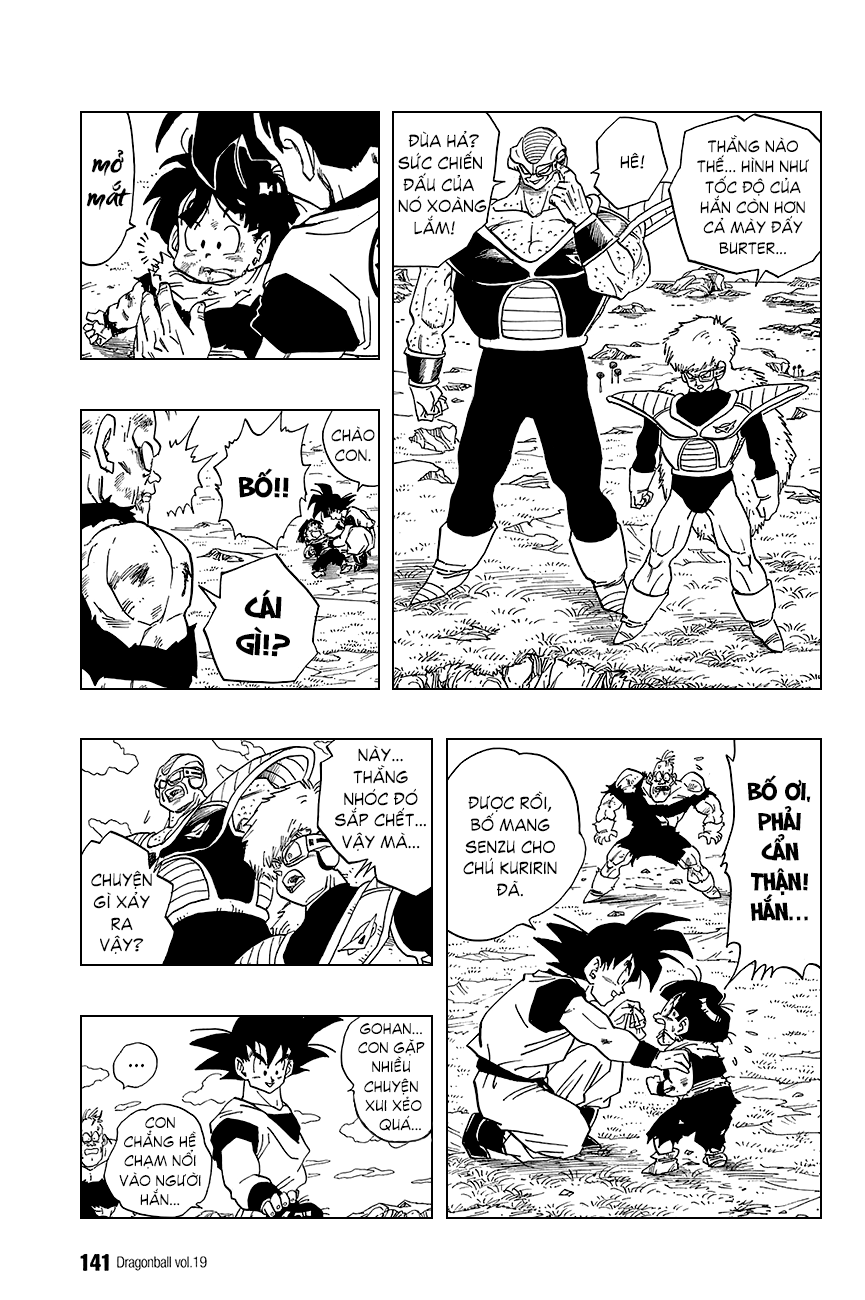 THẰNG NÀO
THẾ... HÌNH NHƯ
TỐC ĐỘ CỦA
HẮN CÒN HƠN
CẢ MÀY ĐẤY
BURTER...
HÊ!
ĐÙA HẢ?
SỨC CHIẾN
ĐẤU CỦA
NÓ XOÀNG
LẮM!
MỞ
MẮT
CHÀO
CON.
BỐ!!
CÁI
GÌ!?
BỐ ƠI,
PHẢI
CẨN
THẬN!
HẮN...
ĐƯỢC RỒI,
BỐ MANG
SENZU CHO
CHÚ KURIRIN
ĐÃ.
NÀY...
THẰNG
NHÓC ĐÓ
SẮP CHẾT...
VẬY MÀ...
CHUYỆN
GÌ XẢY
RA
VẬY?
GOHAN...
CON GẶP
NHIỀU
CHUYỆN
XUI XẺO
QUÁ...
...
CON
CHẲNG HỀ
CHẠM NỔI
VÀO NGƯỜI
HẮN...
141 Dragonball vol.19